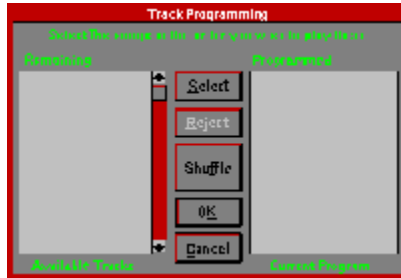 Track Programming
Select the songs in the order you wish to play them
Remaining
Programmed
Select
Reject
Shuffle
OK
Cancel
Available Tracks
Current Program